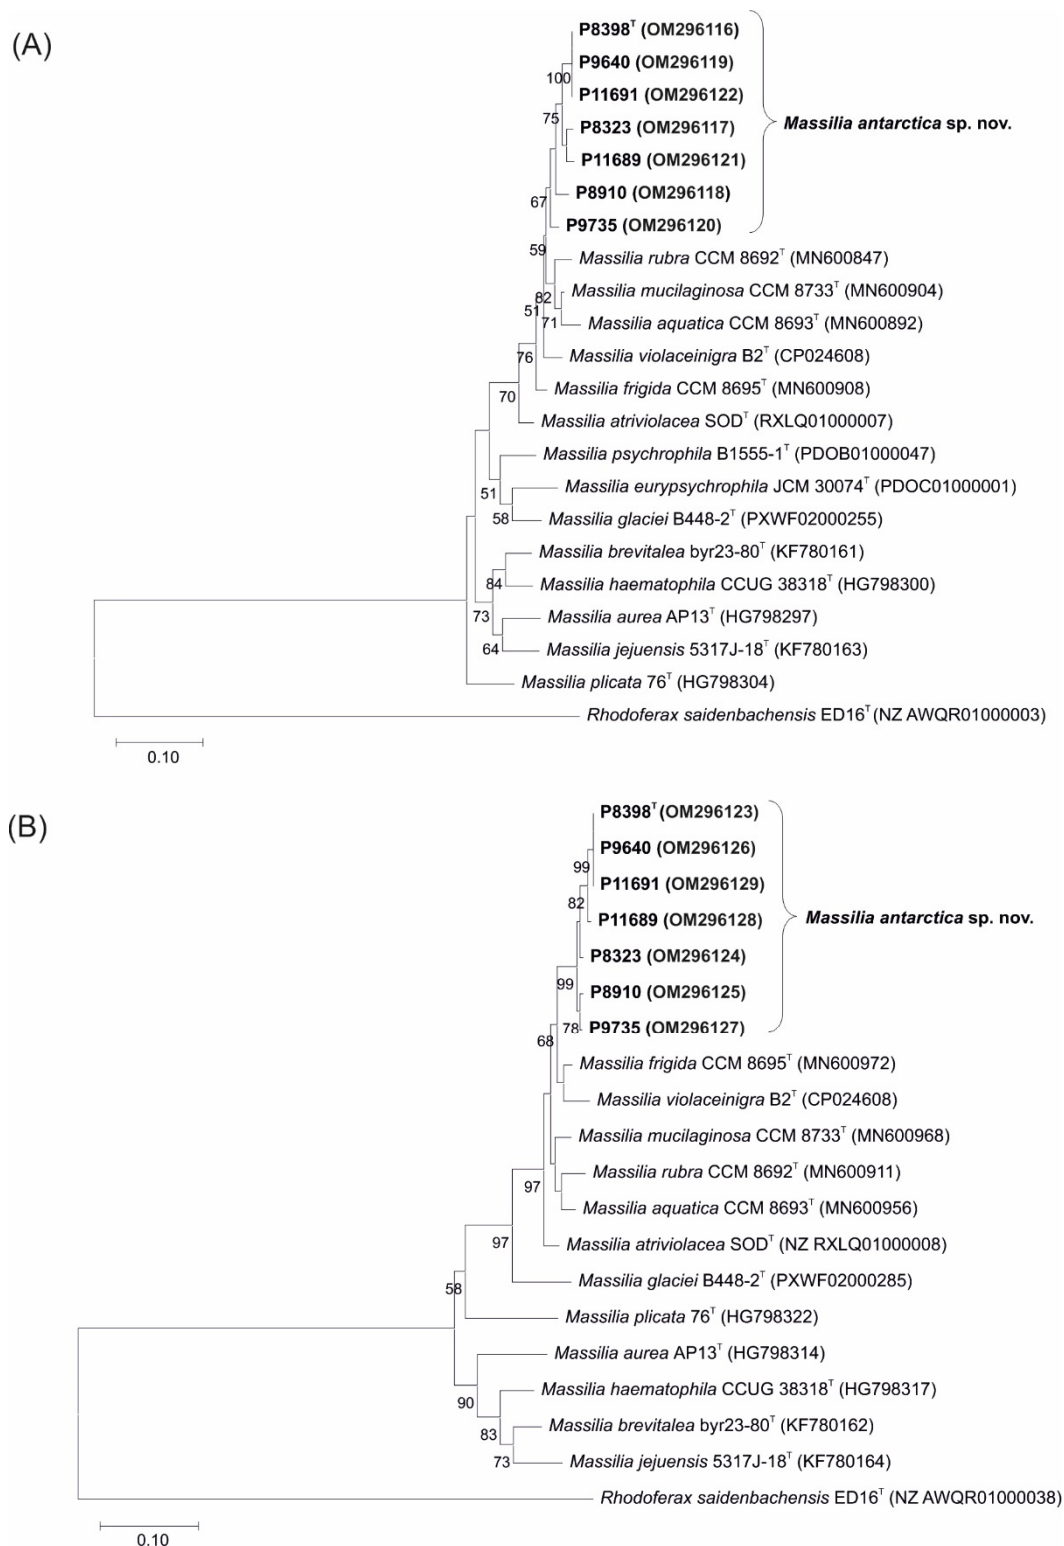 (A)
P8398ᵀ (OM296116)
P9640 (OM296119)
100
P11691 (OM296122)
75
P8323 (OM296117)
Massilia antarctica sp. nov.
P11689 (OM296121)
P8910 (OM296118)
67
P9735 (OM296120)
59
Massilia rubra CCM 8692ᵀ (MN600847)
82
Massilia mucilaginosa CCM 8733ᵀ (MN600904)
51
71
Massilia aquatica CCM 8693ᵀ (MN600892)
76
Massilia violaceinigra B2ᵀ (CP024608)
Massilia frigida CCM 8695ᵀ (MN600908)
70
Massilia atriviolacea SODᵀ (RXLQ01000007)
Massilia psychrophila B1555-1ᵀ (PDOB01000047)
51
Massilia eurypsychrophila JCM 30074ᵀ (PDOC01000001)
58
Massilia glaciei B448-2ᵀ (PXWF02000255)
Massilia brevitalea byr23-80ᵀ (KF780161)
84
Massilia haematophila CCUG 38318ᵀ (HG798300)
73
Massilia aurea AP13ᵀ (HG798297)
64
Massilia jejuensis 5317J-18ᵀ (KF780163)
Massilia plicata 76ᵀ (HG798304)
Rhodoferax saidenbachensis ED16ᵀ (NZ AWQR01000003)
0.10
(B)
P8398ᵀ (OM296123)
P9640 (OM296126)
99
P11691 (OM296129)
82
P11689 (OM296128)
Massilia antarctica sp. nov.
P8323 (OM296124)
99
P8910 (OM296125)
78
P9735 (OM296127)
68
Massilia frigida CCM 8695ᵀ (MN600972)
Massilia violaceinigra B2ᵀ (CP024608)
Massilia mucilaginosa CCM 8733ᵀ (MN600968)
Massilia rubra CCM 8692ᵀ (MN600911)
97
Massilia aquatica CCM 8693ᵀ (MN600956)
97
Massilia atriviolacea SODᵀ (NZ RXLQ01000008)
Massilia glaciei B448-2ᵀ (PXWF02000285)
58
Massilia plicata 76ᵀ (HG798322)
Massilia aurea AP13ᵀ (HG798314)
90
Massilia haematophila CCUG 38318ᵀ (HG798317)
83
Massilia brevitalea byr23-80ᵀ (KF780162)
73
Massilia jejuensis 5317J-18ᵀ (KF780164)
Rhodoferax saidenbachensis ED16ᵀ (NZ AWQR01000038)
0.10